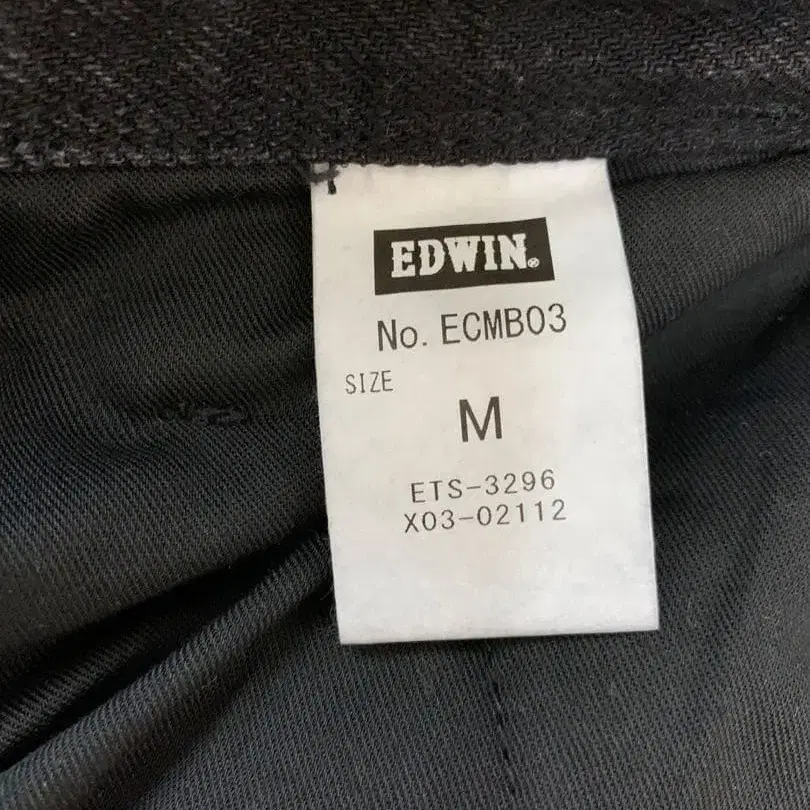 EDWIN®
No. ECMB03
SIZE
M
ETS-3296
X03-02112